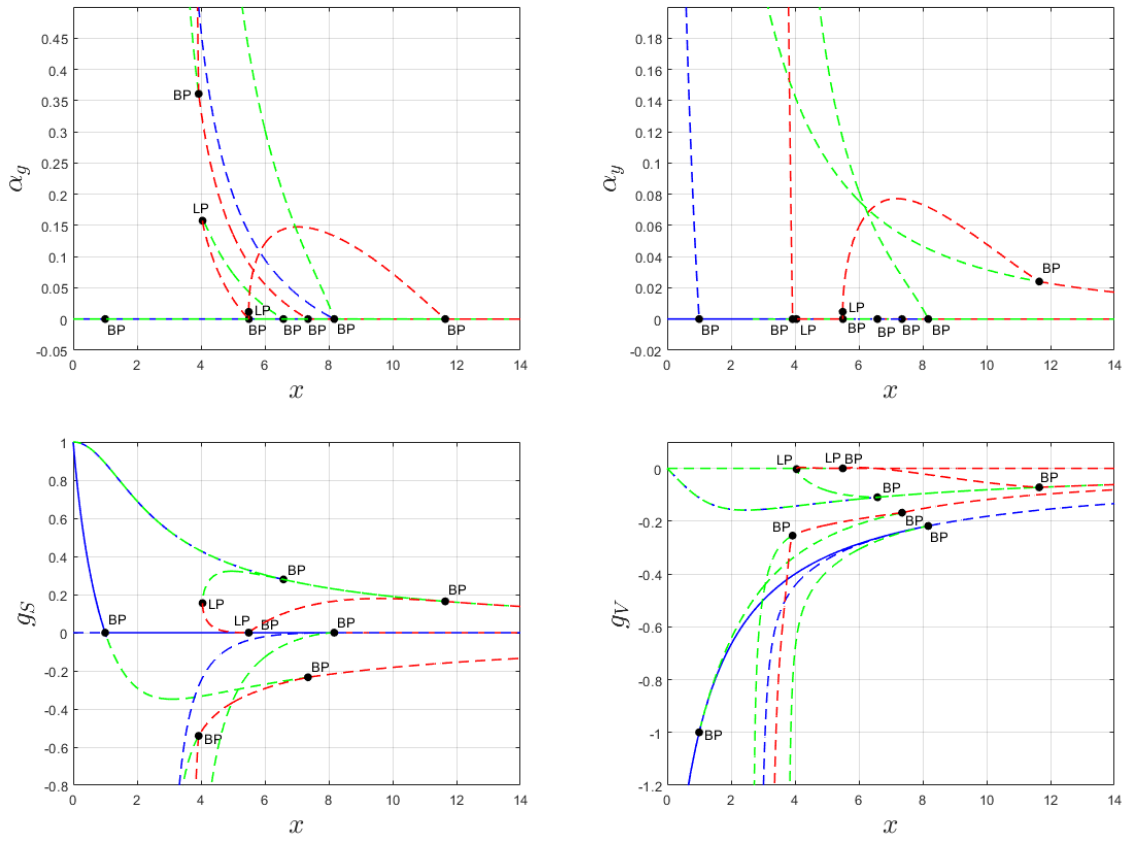 0.45
0.4
0.35
0.3
0.25
0.2
0.15
0.1
0.05
0
-0.05
α_g
BP
LP
LP
BP
BP
BP
BP
BP
BP
0 2 4 6 8 10 12 14
x
0.18
0.16
0.14
0.12
0.1
0.08
0.06
0.04
0.02
0
-0.02
α_y
BP
LP
BP
BP
LP
BP
BP
BP
BP
0 2 4 6 8 10 12 14
x
1
0.8
0.6
0.4
0.2
0
-0.2
-0.4
-0.6
-0.8
g_S
BP
BP
LP
BP
LP
BP
BP
BP
BP
0 2 4 6 8 10 12 14
x
0
-0.2
-0.4
-0.6
-0.8
-1
-1.2
g_V
LP
LP BP
BP
BP
BP
BP
BP
BP
0 2 4 6 8 10 12 14
x